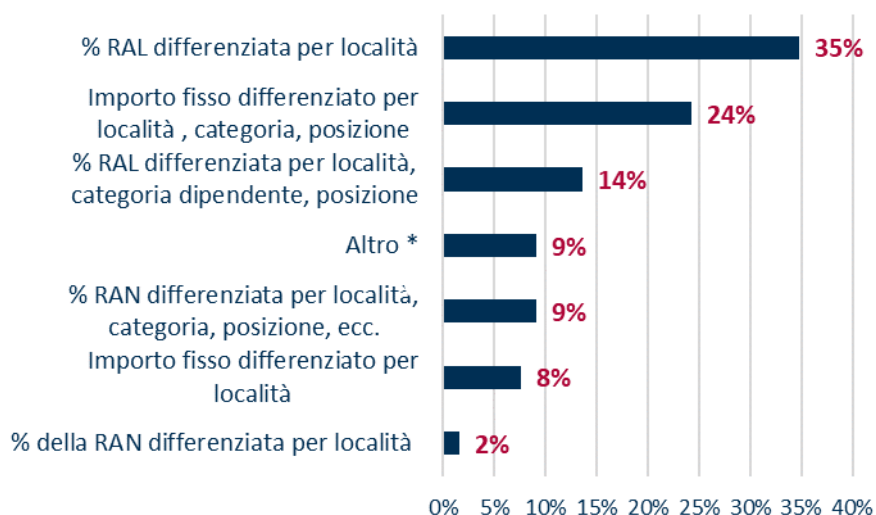 % RAL differenziata per località
35%
Importo fisso differenziato per
località , categoria, posizione
24%
% RAL differenziata per località,
categoria dipendente, posizione
14%
Altro *
9%
% RAN differenziata per località,
categoria, posizione, ecc.
9%
Importo fisso differenziato per
località
8%
% della RAN differenziata per località
2%
0% 5% 10% 15% 20% 25% 30% 35% 40%